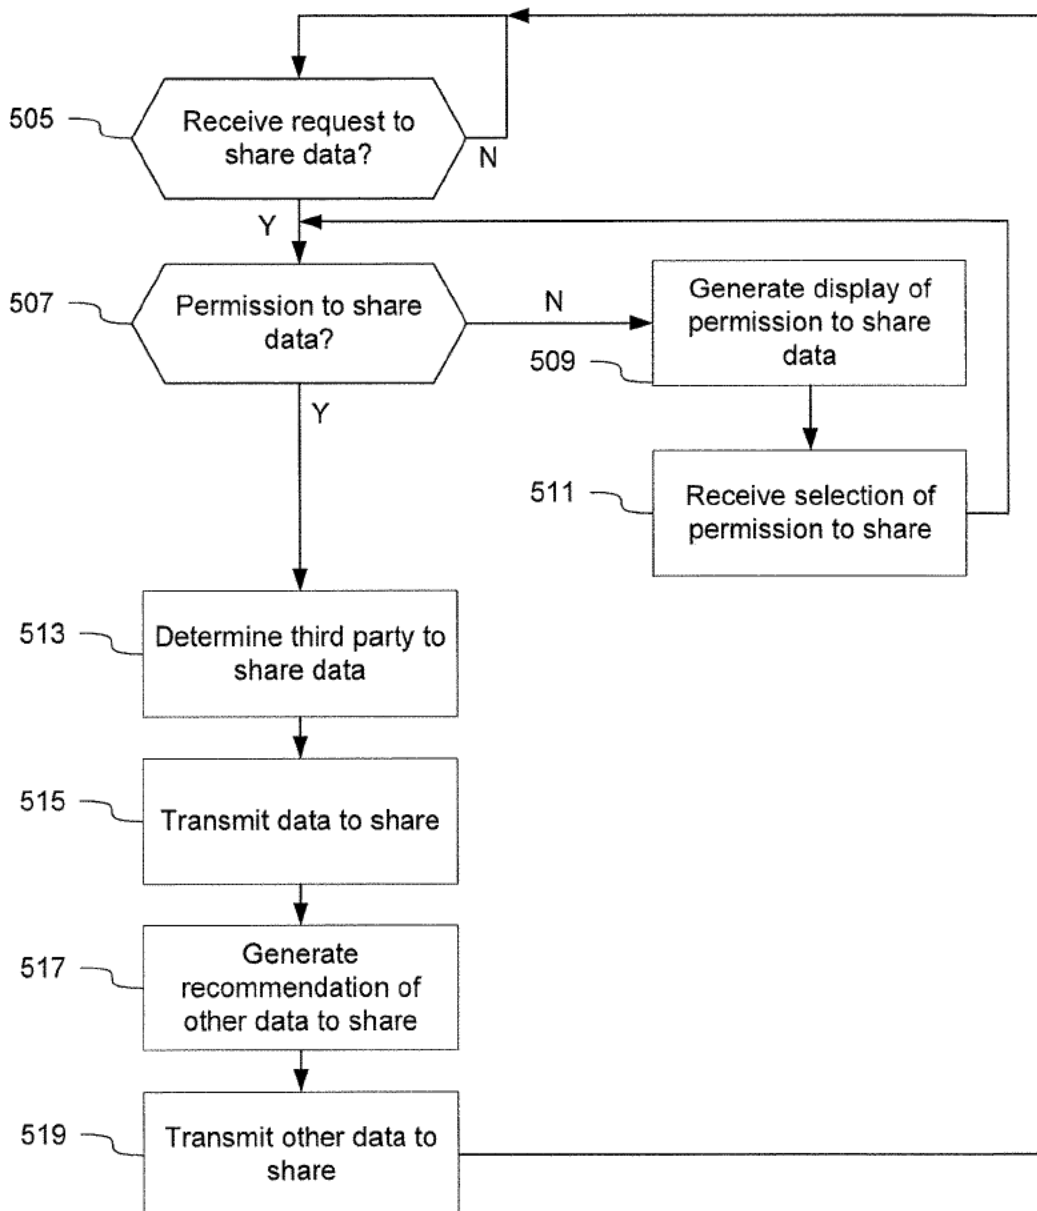 505
Receive request to
share data?
N
Y
507
Permission to share
data?
N
Y
Generate display of
permission to share
data
509
511
Receive selection of
permission to share
513
Determine third party to
share data
515
Transmit data to share
517
Generate
recommendation of
other data to share
519
Transmit other data to
share